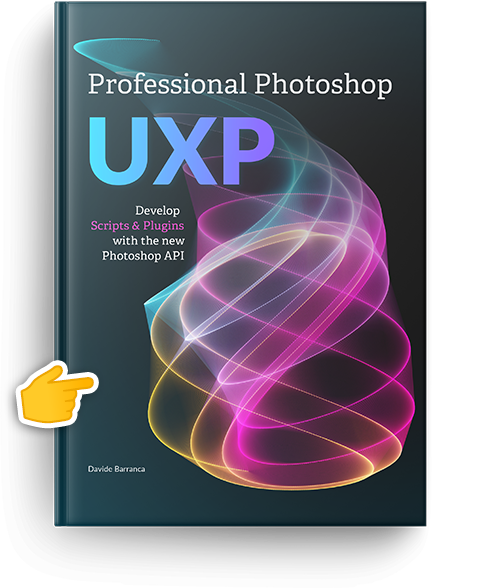 Professional Photoshop
UXP
Develop
Scripts & Plugins
with the new
Photoshop API
Davide Barranca